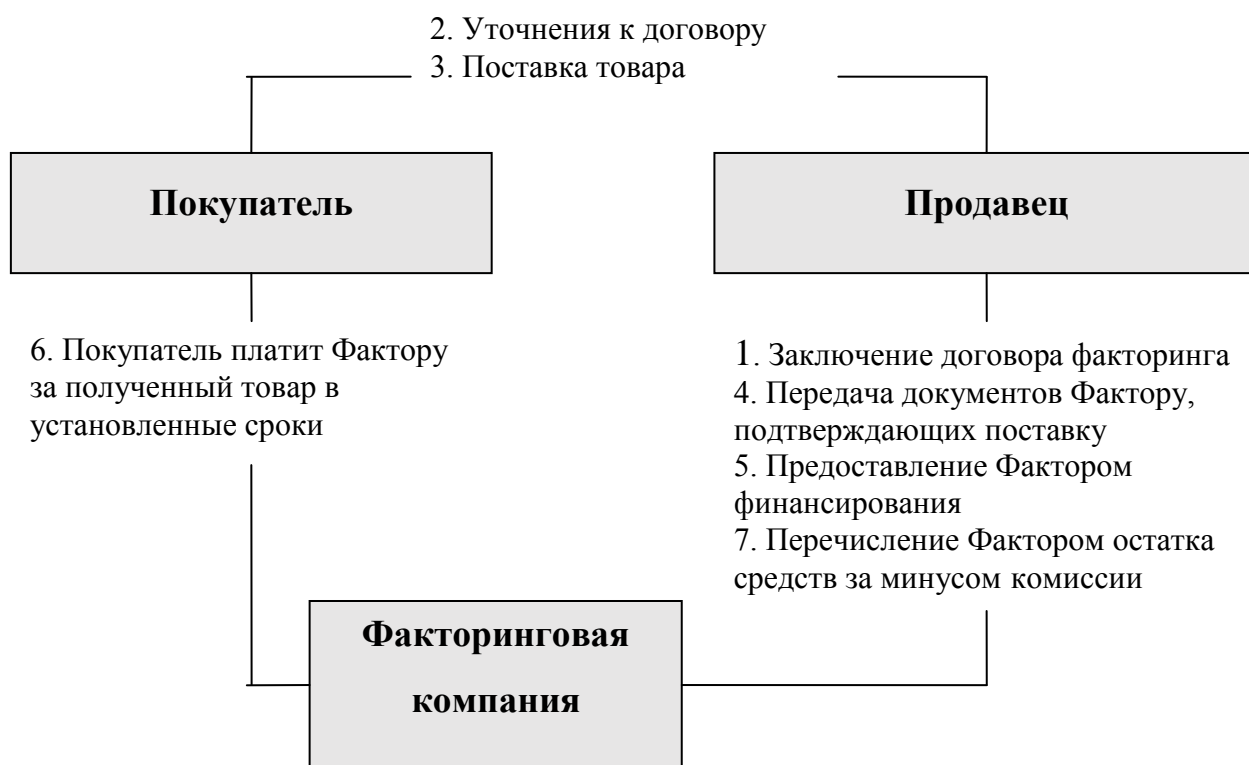 2. Уточнения к договору
3. Поставка товара
Покупатель
Продавец
6. Покупатель платит Фактору
за полученный товар в
установленные сроки
1. Заключение договора факторинга
4. Передача документов Фактору,
подтверждающих поставку
5. Предоставление Фактором
финансирования
7. Перечисление Фактором остатка
средств за минусом комиссии
Факторинговая
компания